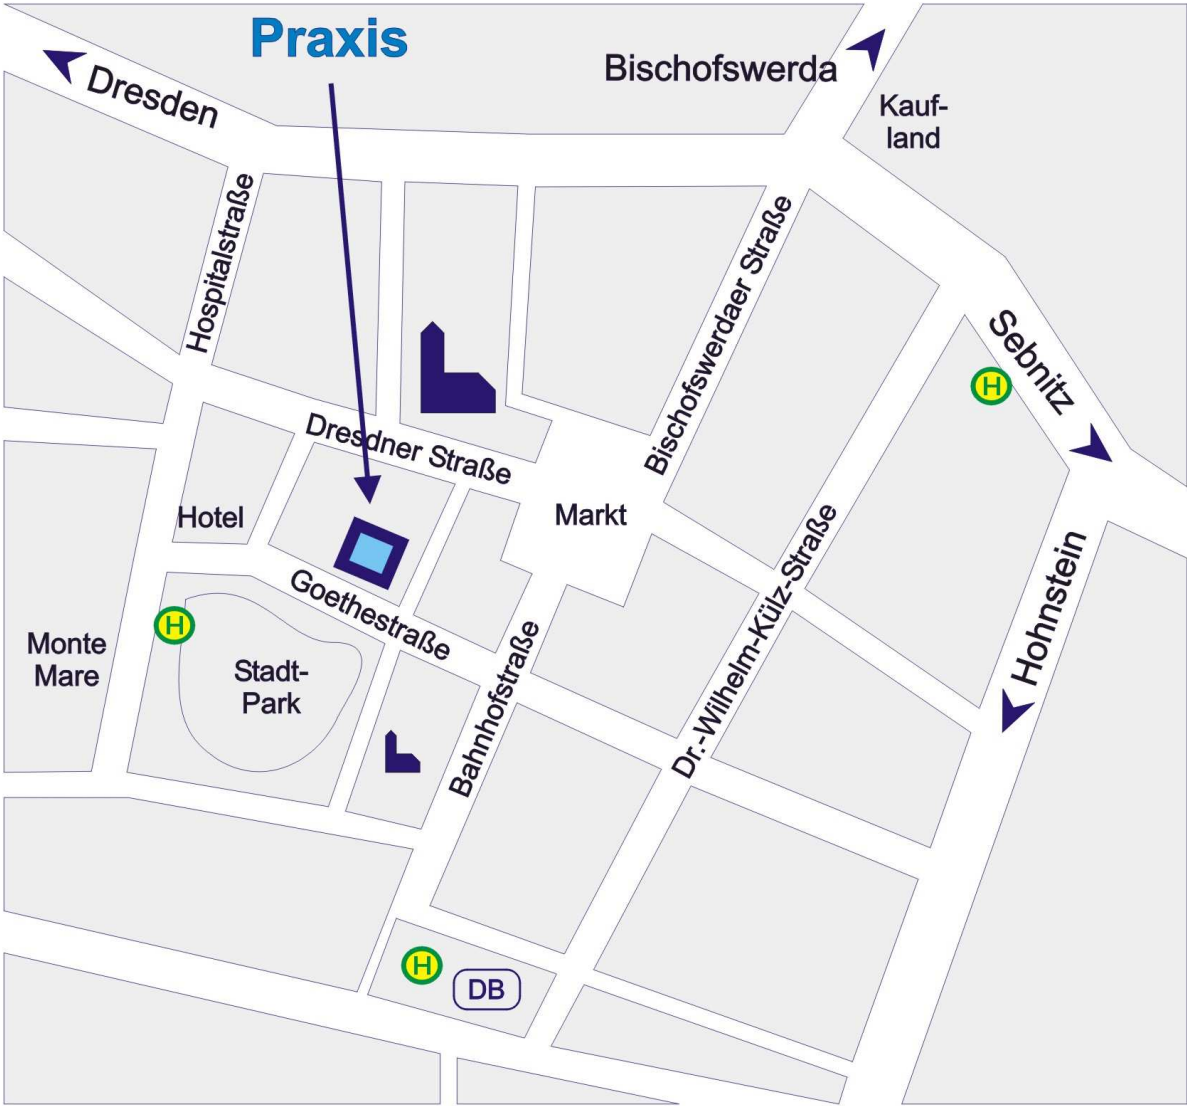 Praxis
Bischofswerda
Dresden
Kauf-
land
Hospitalstraße
Bischofswerdaer Straße
Sebnitz
H
Dresdner Straße
Hotel
Markt
Dr.-Wilhelm-Külz-Straße
Hohnstein
Goethestraße
H
Monte
Mare
Stadt-
Park
Bahnhofstraße
H
DB